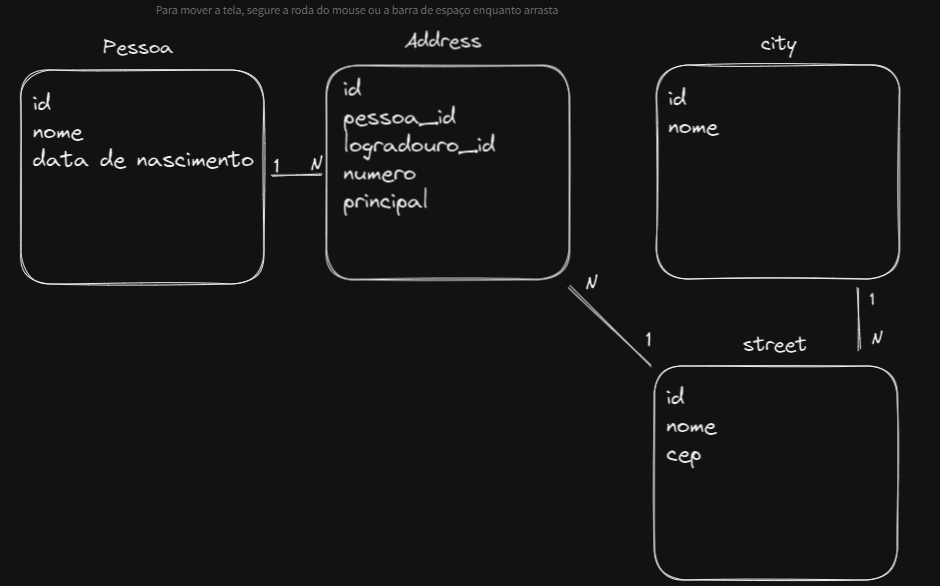 Para mover a tela, segure a roda do mouse ou a barra de espaço enquanto arrasta
Pessoa
id
nome
data de nascimento
1 N
Address
id
pessoa_id
logradouro_id
numero
principal
N
1
city
id
nome
1
N
street
id
nome
cep